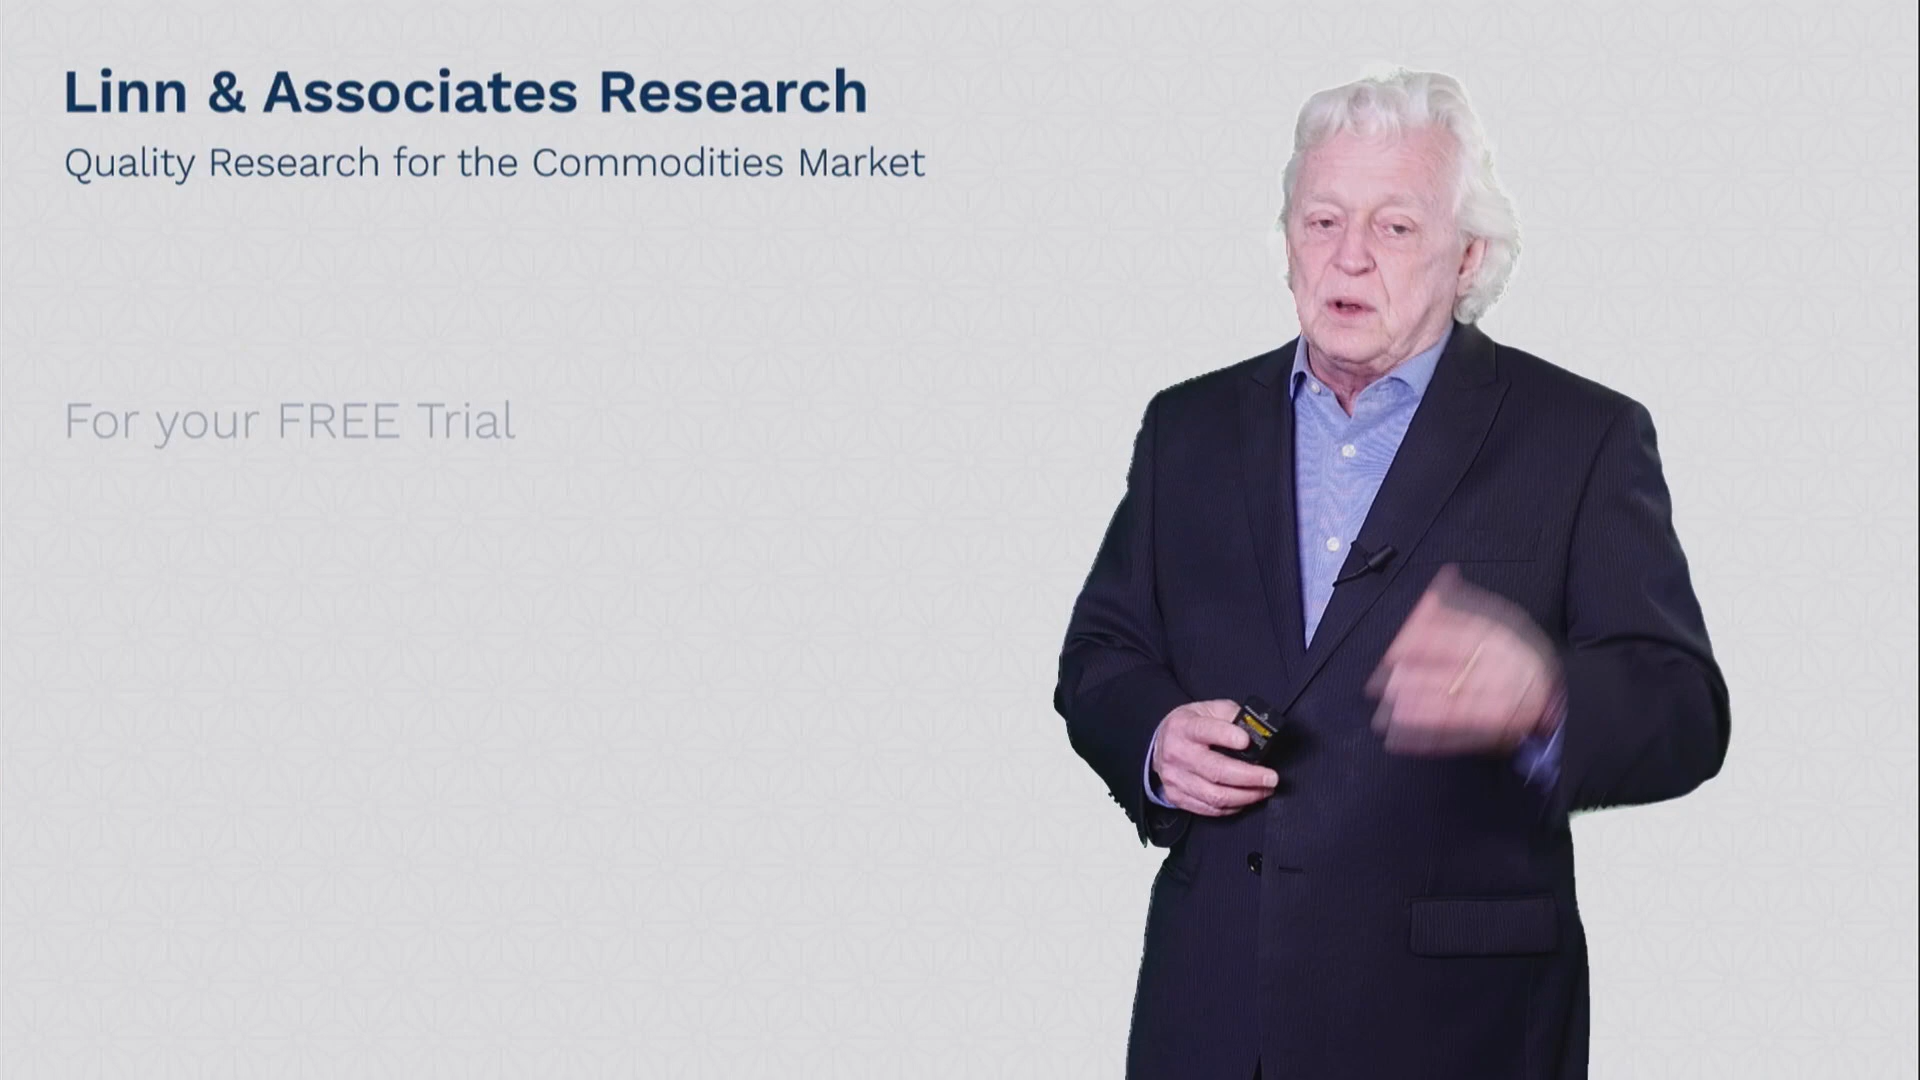 Linn & Associates Research
Quality Research for the Commodities Market
For your FREE Trial